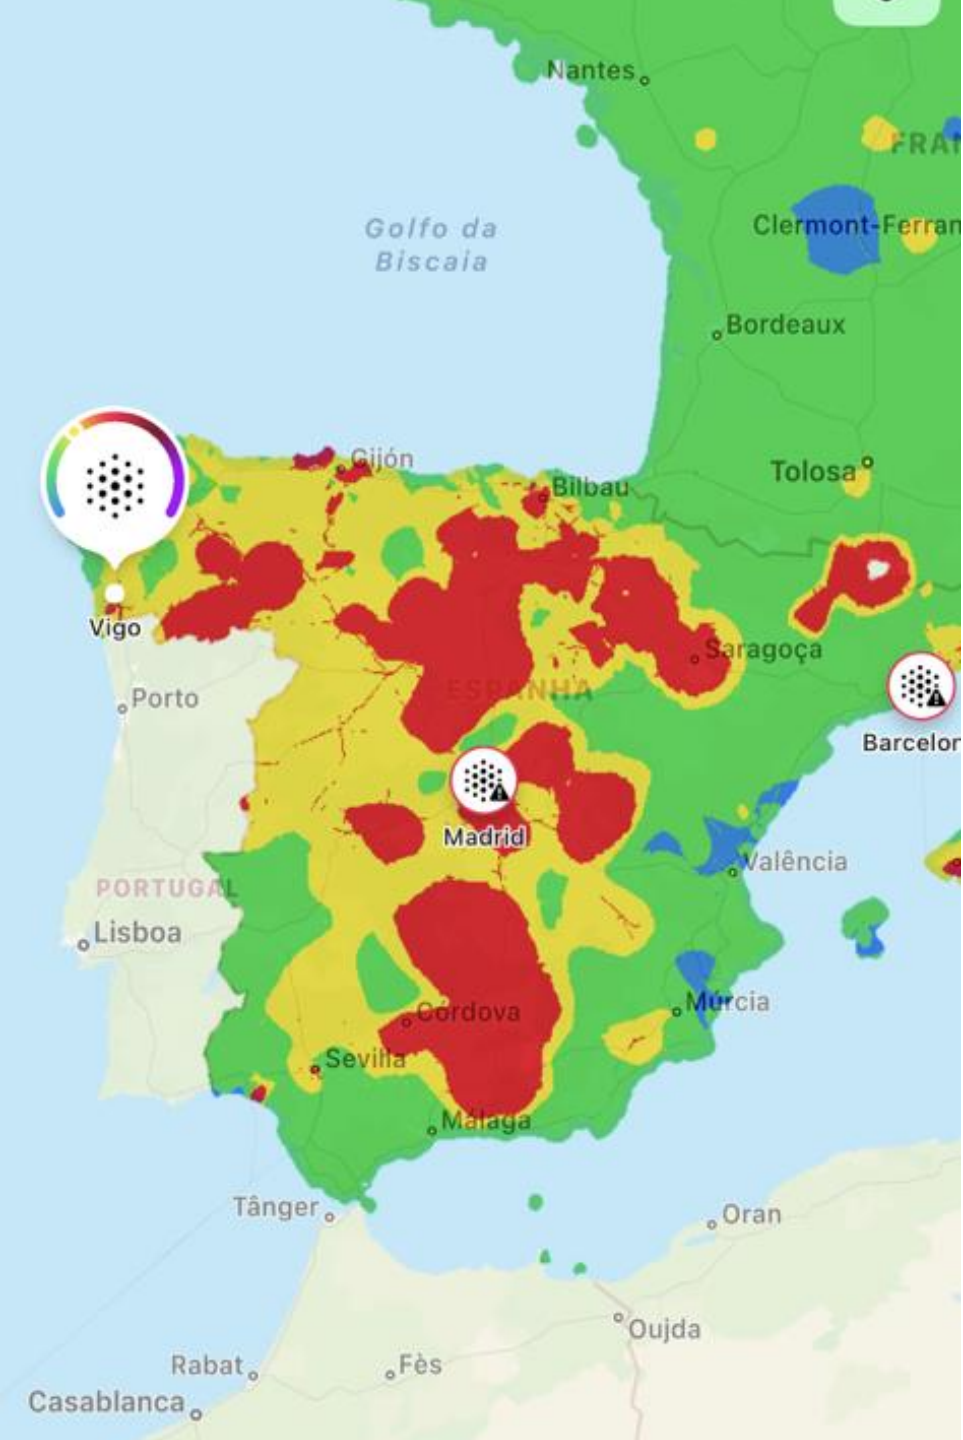 Nantes
FRAN
Golfo da
Biscaia
Clermont-Ferran
Bordeaux
Gijón
Tolosa
Bilbau
Vigo
Saragoça
ESPANHA
Porto
Barcelon
Madrid
Valência
PORTUGAL
Lisboa
Múrcia
Córdova
Sevilha
Málaga
Tânger
Oran
Oujda
Rabat
Fès
Casablanca